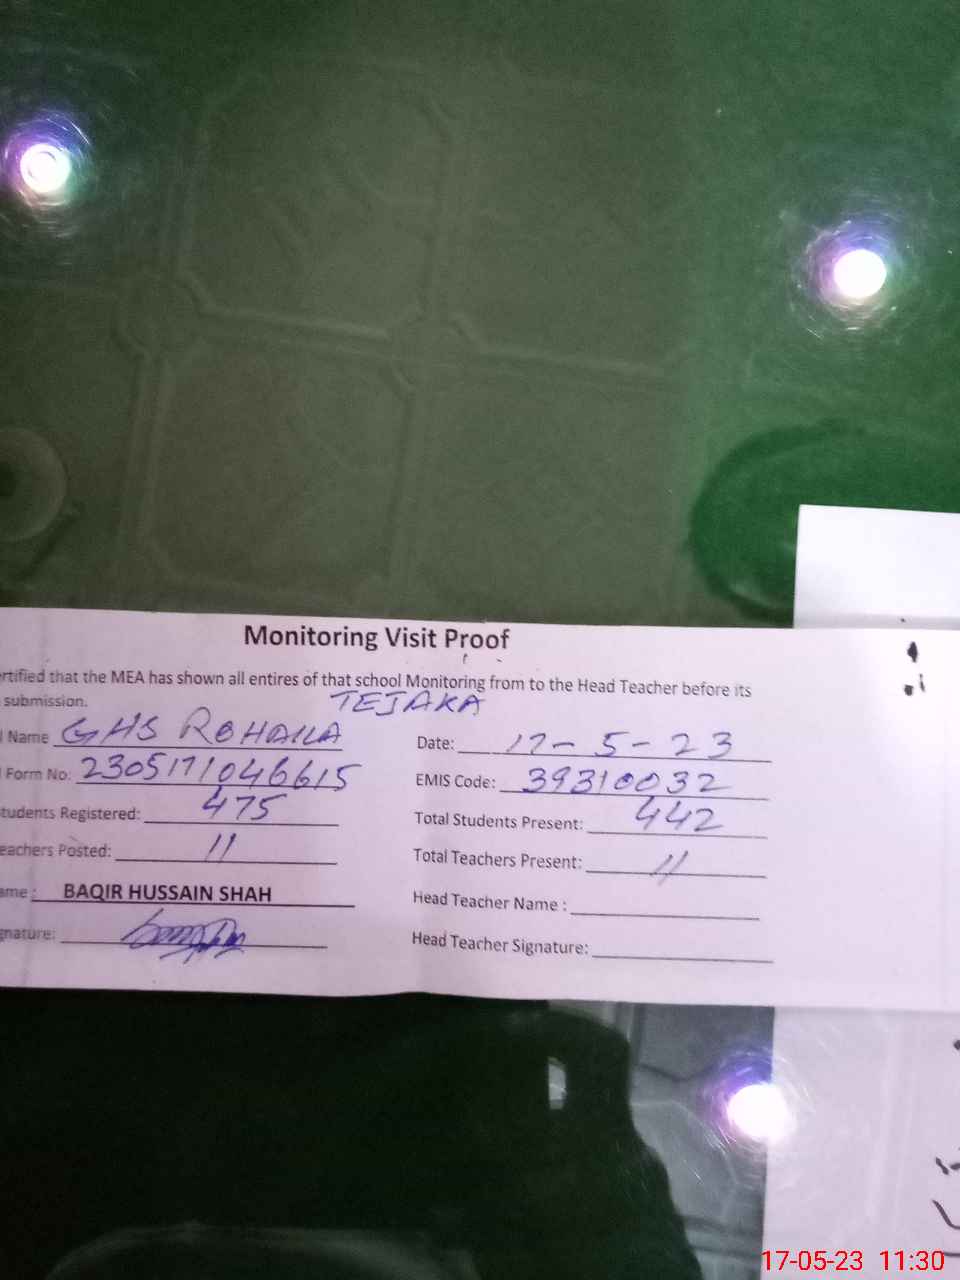 Monitoring Visit Proof
rtified that the MEA has shown all entires of that school Monitoring from to the Head Teacher before its
submission.
TEJAKA
l Name GHS ROHAILA Date: 17-5-23
l Form No: 2305171046615 EMIS Code: 39310032
tudents Registered: 475 Total Students Present: 442
eachers Posted: 11 Total Teachers Present: 11
ame : BAQIR HUSSAIN SHAH Head Teacher Name :
gnature: Head Teacher Signature:
17-05-23 11:30